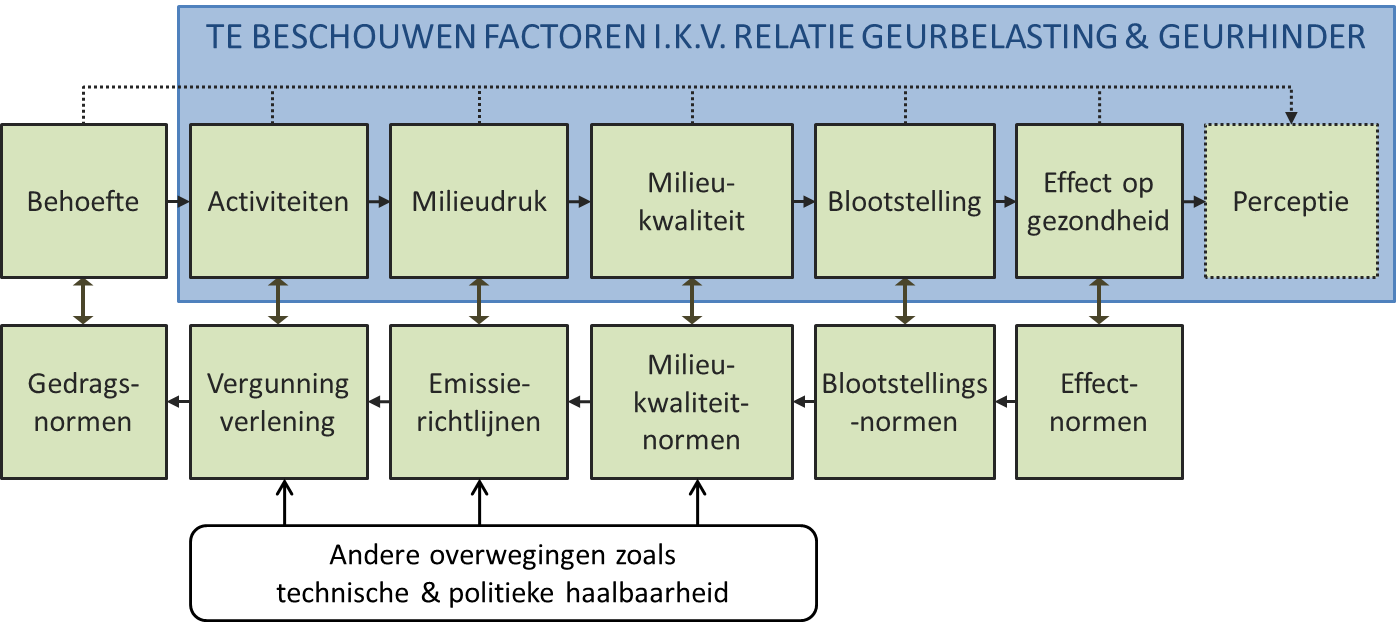 TE BESCHOUWEN FACTOREN I.K.V. RELATIE GEURBELASTING & GEURHINDER
Behoefte
Activiteiten
Milieudruk
Milieu-
kwaliteit
Blootstelling
Effect op
gezondheid
Perceptie
Gedrags-
normen
Vergunning
verlening
Emissie-
richtlijnen
Milieu-
kwaliteit-
normen
Blootstellings
-normen
Effect-
normen
Andere overwegingen zoals
technische & politieke haalbaarheid